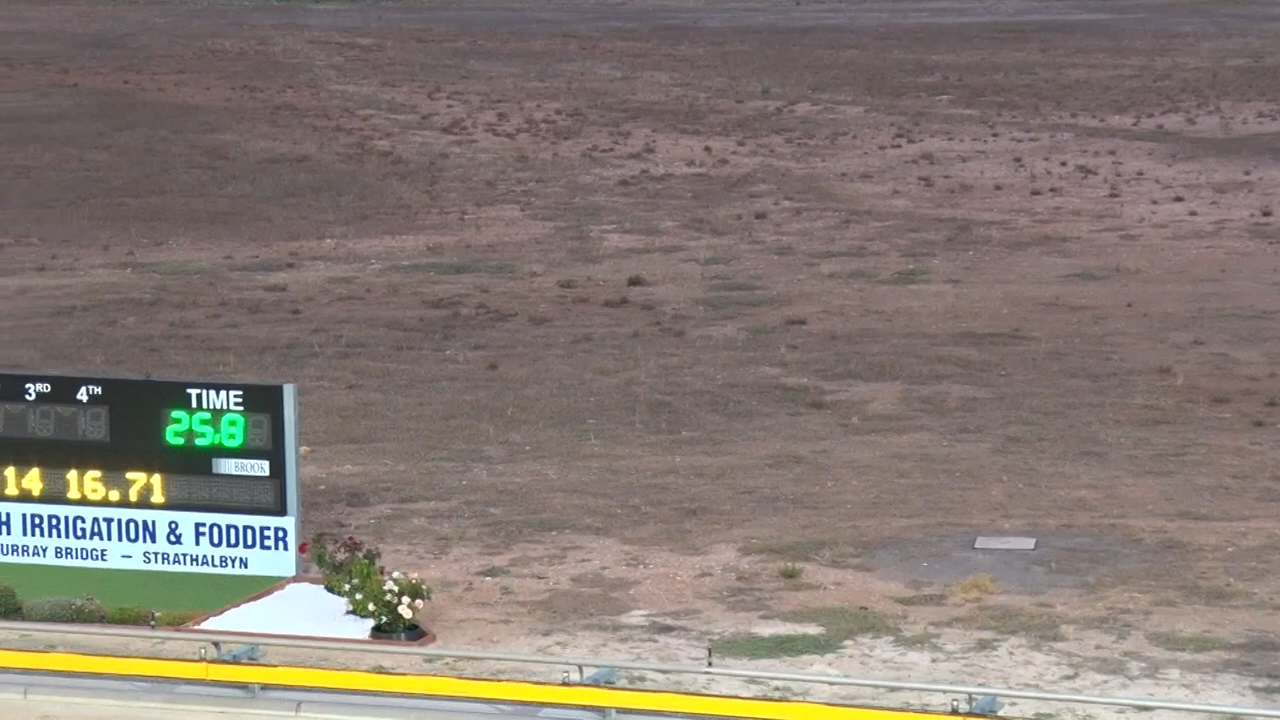 3RD 4TH TIME
25.8
BROOK
14 16.71
H IRRIGATION & FODDER
URRAY BRIDGE – STRATHALBYN